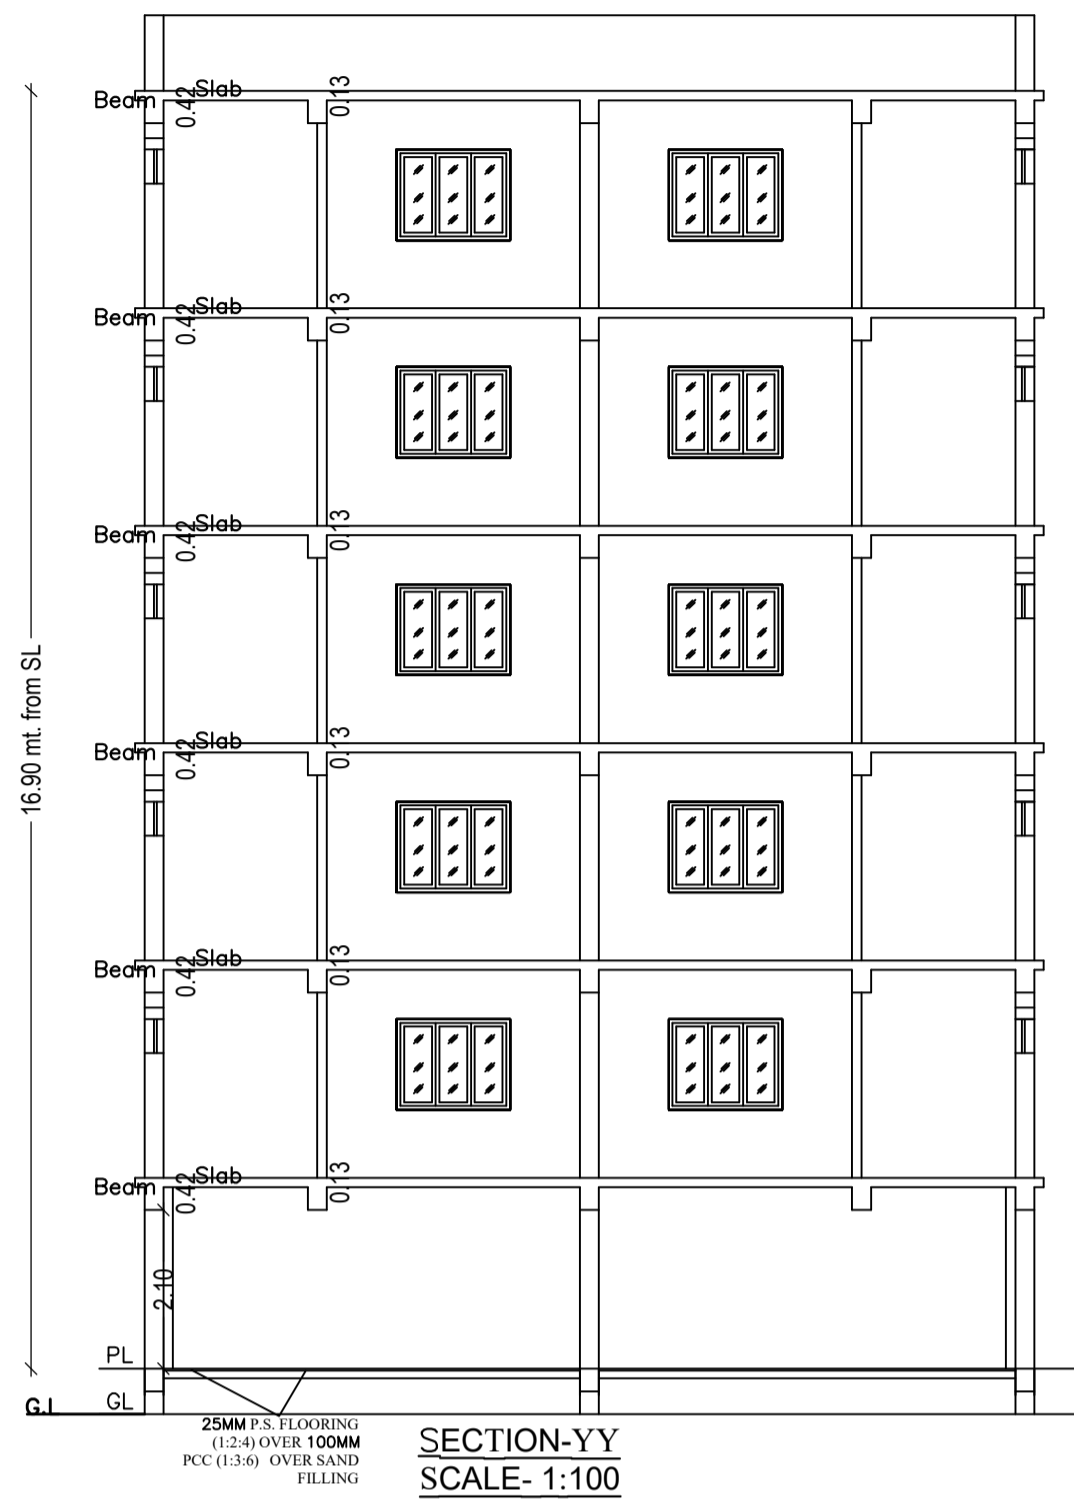 Slab
Beam
0.42
0.13
Slab
Beam
0.42
0.13
Slab
Beam
0.42
0.13
16.90 mt. from SL
Slab
Beam
0.42
0.13
Slab
Beam
0.42
0.13
Slab
Beam
0.42
0.13
2.10
PL
GL
G.L
25MM P.S. FLOORING
(1:2:4) OVER 100MM
PCC (1:3:6) OVER SAND
FILLING
SECTION-YY
SCALE- 1:100